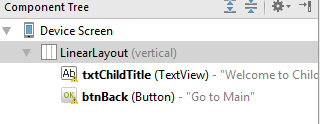 Component Tree
Device Screen
LinearLayout (vertical)
Ab txtChildTitle (TextView) - "Welcome to Child
OK btnBack (Button) - "Go to Main"